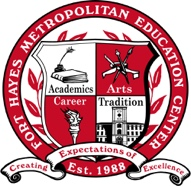 FORT HAYES METROPOLITAN EDUCATION CENTER
Academics
Arts
Career
Tradition
Est. 1988
Creating
Expectations of
Excellence